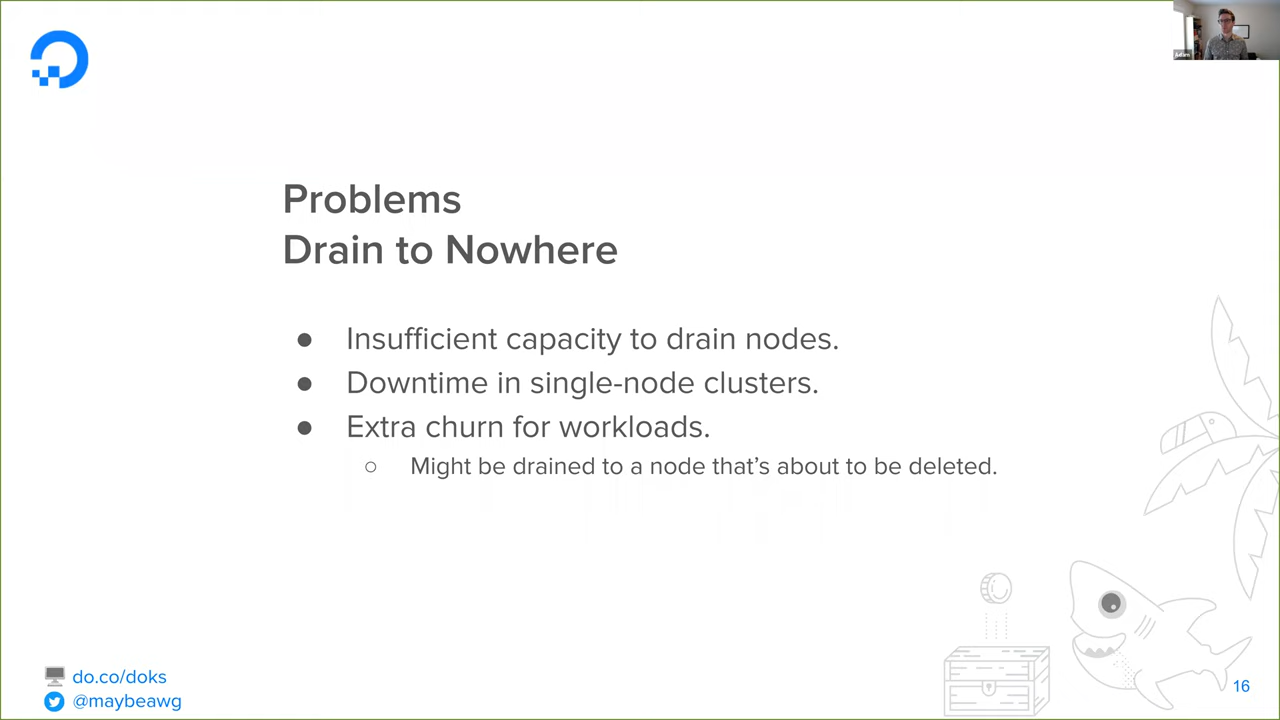 Adam
Problems
Drain to Nowhere
● Insufficient capacity to drain nodes.
● Downtime in single-node clusters.
● Extra churn for workloads.
○ Might be drained to a node that’s about to be deleted.
do.co/doks
@maybeawg
16